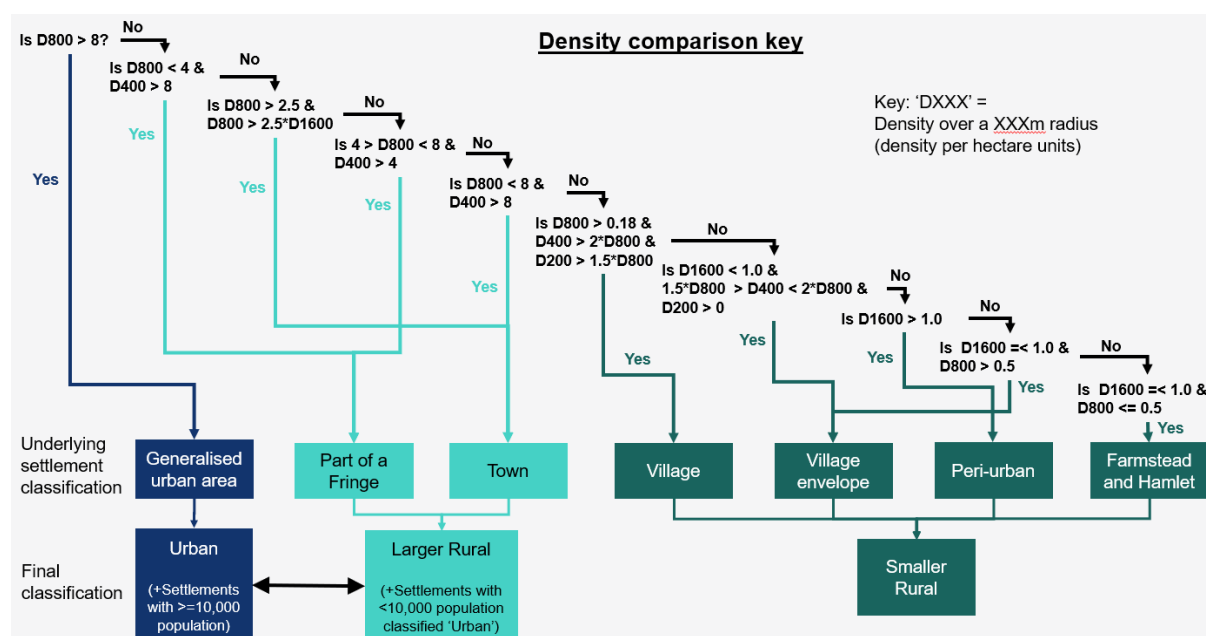 Density comparison key
Is D800 > 8?
No
Yes
Is D800 < 4 &
D400 > 8
No
Yes
Is D800 > 2.5 &
D800 > 2.5*D1600
No
Yes
Is 4 > D800 < 8 &
D400 > 4
No
Yes
Is D800 < 8 &
D400 > 8
No
Yes
Is D800 > 0.18 &
D400 > 2*D800 &
D200 > 1.5*D800
No
Yes
Is D1600 < 1.0 &
1.5*D800 > D400 < 2*D800 &
D200 > 0
No
Yes
Is D1600 > 1.0
No
Yes
Is D1600 =< 1.0 &
D800 > 0.5
No
Yes
Is D1600 =< 1.0 &
D800 <= 0.5
Yes
Key: ‘DXXX’ =
Density over a XXXm radius
(density per hectare units)
Underlying
settlement
classification
Generalised
urban area
Part of a
Fringe
Town
Village
Village
envelope
Peri-urban
Farmstead
and Hamlet
Final
classification
Urban
(+Settlements
with >=10,000
population)
Larger Rural
(+Settlements with
<10,000 population
classified ‘Urban’)
Smaller
Rural